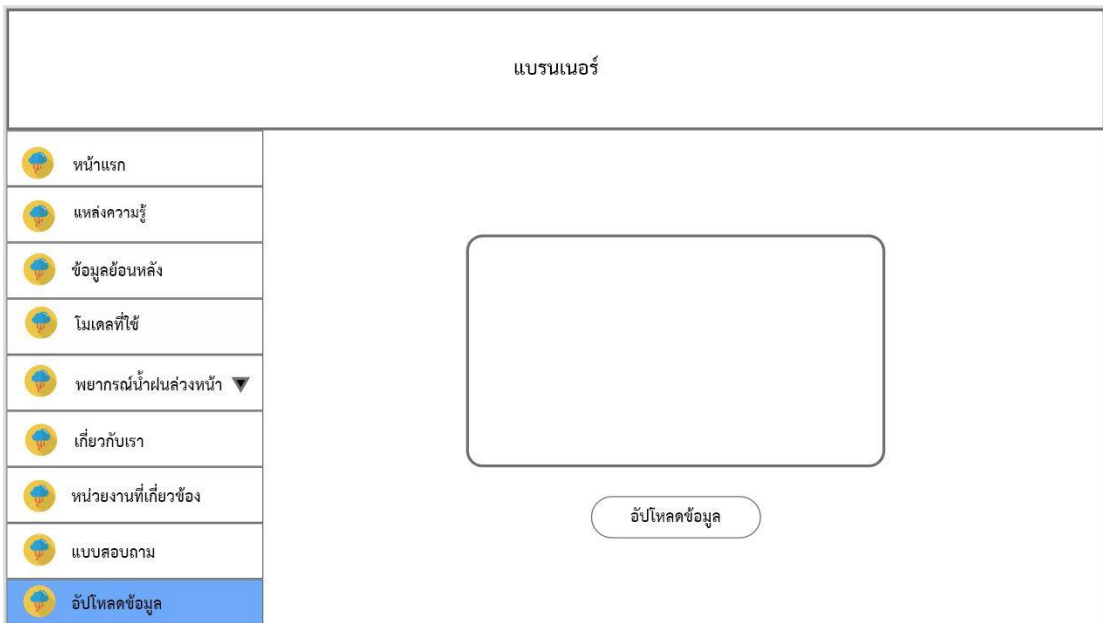 แบรนเนอร์
หน้าแรก
แหล่งความรู้
ข้อมูลย้อนหลัง
โมเดลที่ใช้
พยากรณ์น้ำฝนล่วงหน้า
เกี่ยวกับเรา
หน่วยงานที่เกี่ยวข้อง
แบบสอบถาม
อัปโหลดข้อมูล
อัปโหลดข้อมูล